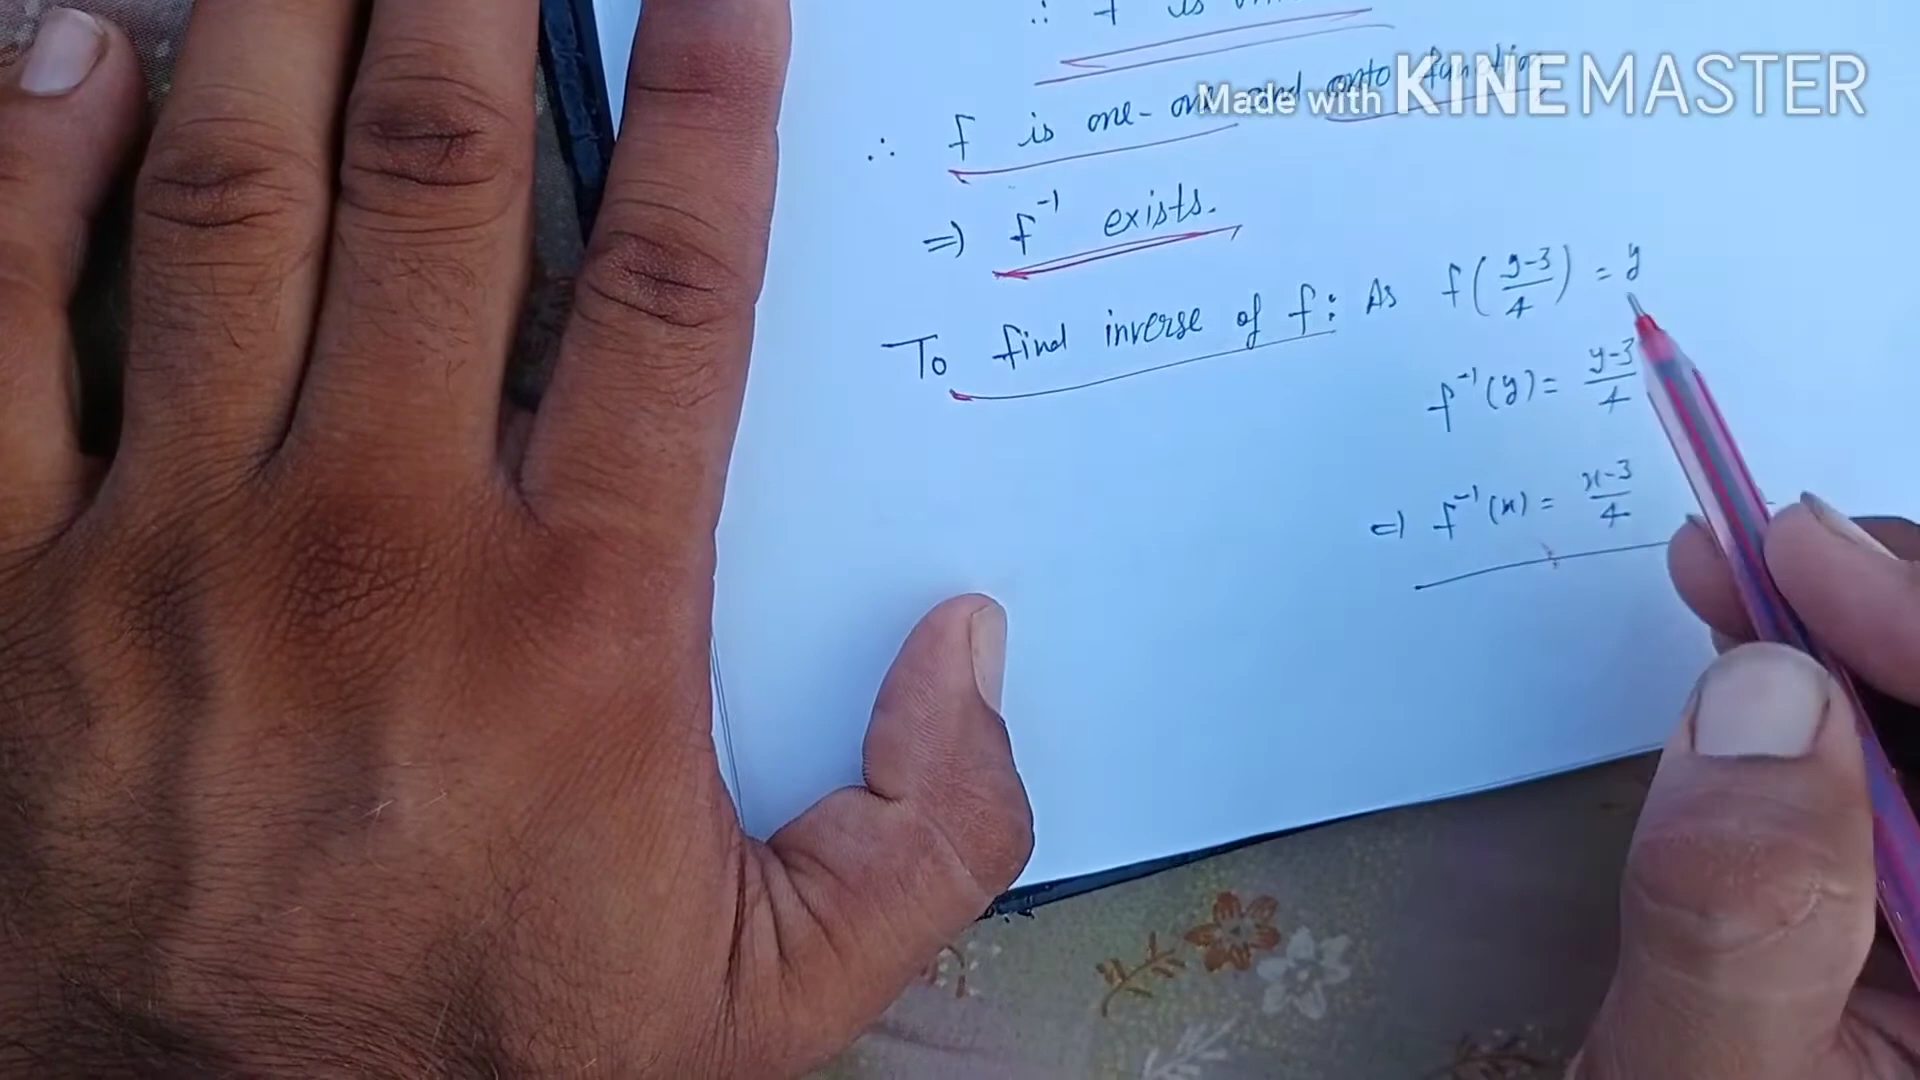 ∴ f is
Made with KINEMASTER
∴ f is one-one and onto function
⇒ f⁻¹ exists.
To find inverse of f: As f((y-3)/4) = y
f⁻¹(y) = (y-3)/4
⇒ f⁻¹(x) = (x-3)/4